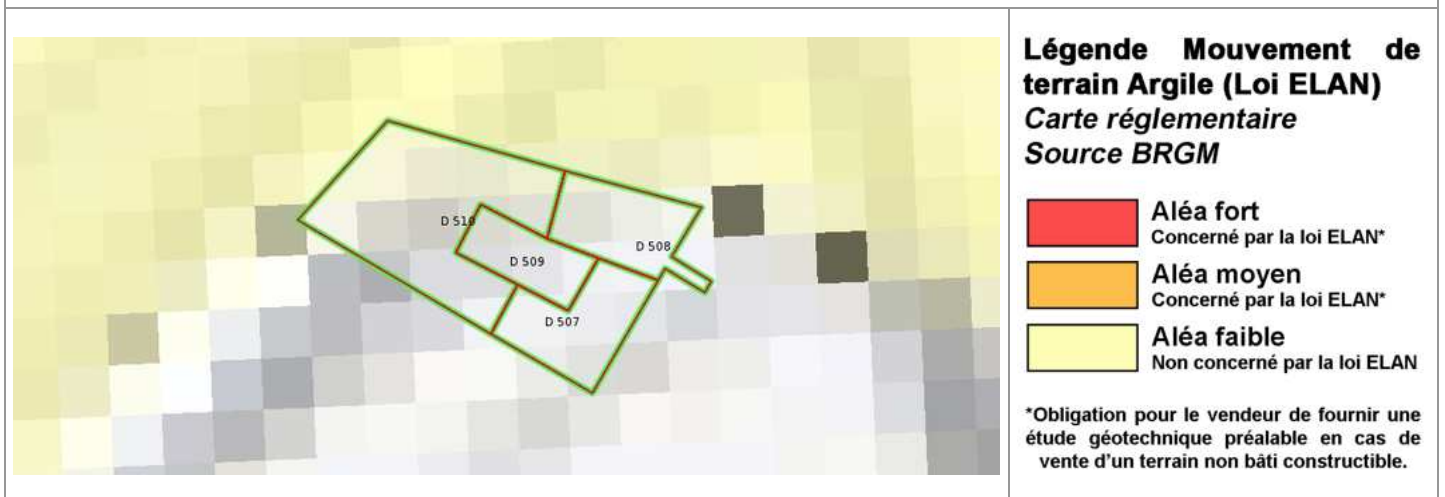 D 510
D 508
D 509
D 507
Légende Mouvement de
terrain Argile (Loi ELAN)
Carte réglementaire
Source BRGM
Aléa fort
Concerné par la loi ELAN*
Aléa moyen
Concerné par la loi ELAN*
Aléa faible
Non concerné par la loi ELAN
*Obligation pour le vendeur de fournir une
étude géotechnique préalable en cas de
vente d'un terrain non bâti constructible.